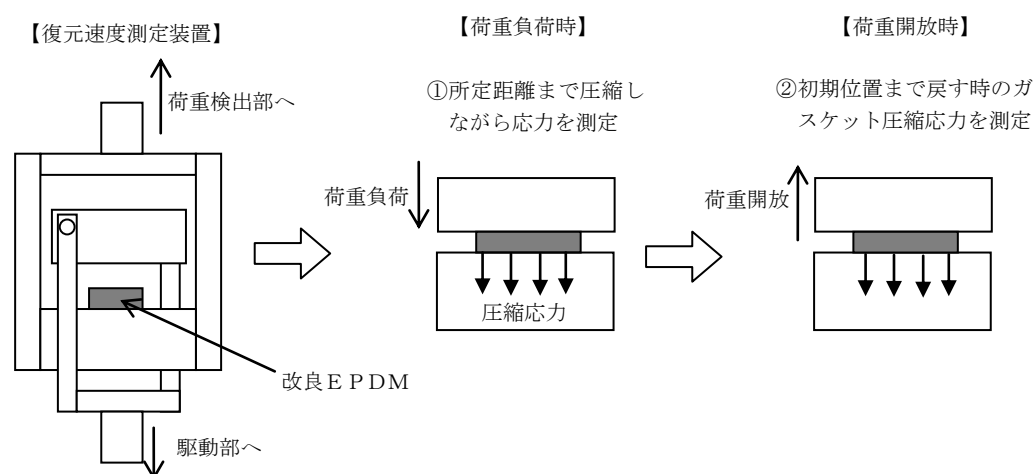 【復元速度測定装置】
荷重検出部へ
改良ＥＰＤＭ
駆動部へ
【荷重負荷時】
①所定距離まで圧縮し
ながら応力を測定
荷重負荷
圧縮応力
【荷重開放時】
②初期位置まで戻す時のガ
スケット圧縮応力を測定
荷重開放